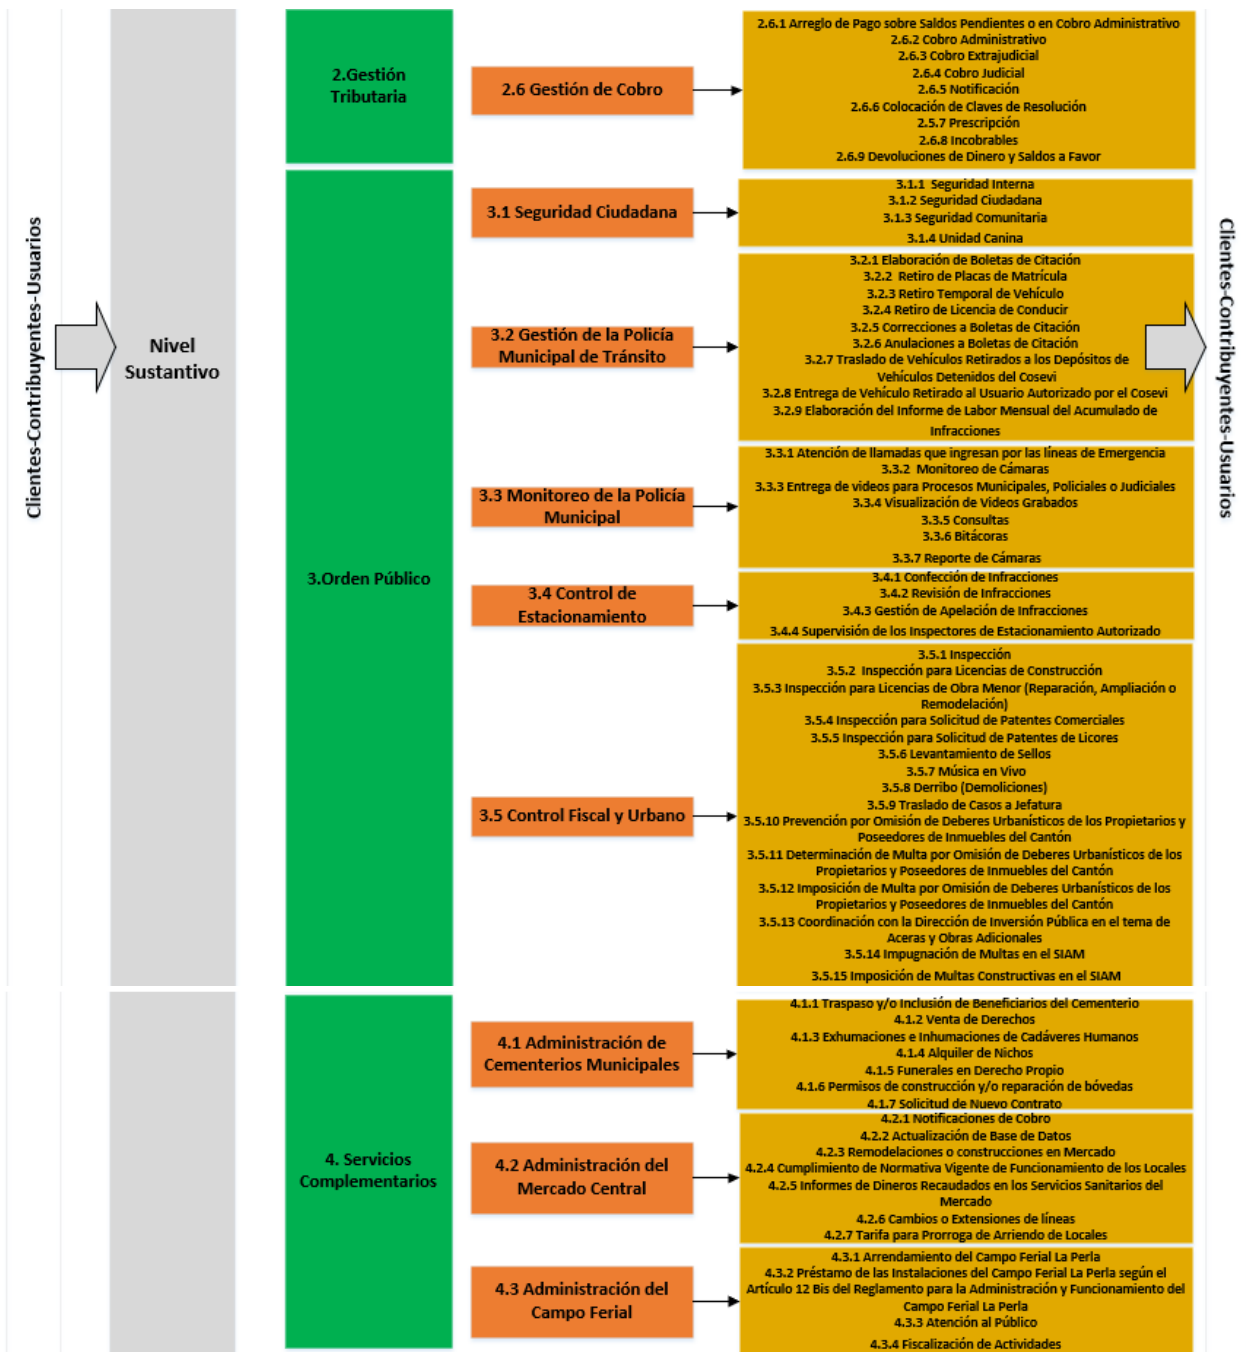 Clientes-Contribuyentes-Usuarios
Nivel
Sustantivo
2.Gestión
Tributaria
2.6 Gestión de Cobro
2.6.1 Arreglo de Pago sobre Saldos Pendientes o en Cobro Administrativo
2.6.2 Cobro Administrativo
2.6.3 Cobro Extrajudicial
2.6.4 Cobro Judicial
2.6.5 Notificación
2.6.6 Colocación de Claves de Resolución
2.5.7 Prescripción
2.6.8 Incobrables
2.6.9 Devoluciones de Dinero y Saldos a Favor
3.Orden Público
3.1 Seguridad Ciudadana
3.1.1 Seguridad Interna
3.1.2 Seguridad Ciudadana
3.1.3 Seguridad Comunitaria
3.1.4 Unidad Canina
3.2 Gestión de la Policía
Municipal de Tránsito
3.2.1 Elaboración de Boletas de Citación
3.2.2 Retiro de Placas de Matrícula
3.2.3 Retiro Temporal de Vehículo
3.2.4 Retiro de Licencia de Conducir
3.2.5 Correcciones a Boletas de Citación
3.2.6 Anulaciones a Boletas de Citación
3.2.7 Traslado de Vehículos Retirados a los Depósitos de
Vehículos Detenidos del Cosevi
3.2.8 Entrega de Vehículo Retirado al Usuario Autorizado por el Cosevi
3.2.9 Elaboración del Informe de Labor Mensual del Acumulado de
Infracciones
3.3 Monitoreo de la Policía
Municipal
3.3.1 Atención de llamadas que ingresan por las líneas de Emergencia
3.3.2 Monitoreo de Cámaras
3.3.3 Entrega de videos para Procesos Municipales, Policiales o Judiciales
3.3.4 Visualización de Videos Grabados
3.3.5 Consultas
3.3.6 Bitácoras
3.3.7 Reporte de Cámaras
3.4 Control de
Estacionamiento
3.4.1 Confección de Infracciones
3.4.2 Revisión de Infracciones
3.4.3 Gestión de Apelación de Infracciones
3.4.4 Supervisión de los Inspectores de Estacionamiento Autorizado
3.5 Control Fiscal y Urbano
3.5.1 Inspección
3.5.2 Inspección para Licencias de Construcción
3.5.3 Inspección para Licencias de Obra Menor (Reparación, Ampliación o
Remodelación)
3.5.4 Inspección para Solicitud de Patentes Comerciales
3.5.5 Inspección para Solicitud de Patentes de Licores
3.5.6 Levantamiento de Sellos
3.5.7 Música en Vivo
3.5.8 Derribo (Demoliciones)
3.5.9 Traslado de Casos a Jefatura
3.5.10 Prevención por Omisión de Deberes Urbanísticos de los Propietarios y
Poseedores de Inmuebles del Cantón
3.5.11 Determinación de Multa por Omisión de Deberes Urbanísticos de los
Propietarios y Poseedores de Inmuebles del Cantón
3.5.12 Imposición de Multa por Omisión de Deberes Urbanísticos de los
Propietarios y Poseedores de Inmuebles del Cantón
3.5.13 Coordinación con la Dirección de Inversión Pública en el tema de
Aceras y Obras Adicionales
3.5.14 Impugnación de Multas en el SIAM
3.5.15 Imposición de Multas Constructivas en el SIAM
4. Servicios
Complementarios
4.1 Administración de
Cementerios Municipales
4.1.1 Traspaso y/o Inclusión de Beneficiarios del Cementerio
4.1.2 Venta de Derechos
4.1.3 Exhumaciones e Inhumaciones de Cadáveres Humanos
4.1.4 Alquiler de Nichos
4.1.5 Funerales en Derecho Propio
4.1.6 Permisos de construcción y/o reparación de bóvedas
4.1.7 Solicitud de Nuevo Contrato
4.2 Administración del
Mercado Central
4.2.1 Notificaciones de Cobro
4.2.2 Actualización de Base de Datos
4.2.3 Remodelaciones o construcciones en Mercado
4.2.4 Cumplimiento de Normativa Vigente de Funcionamiento de los Locales
4.2.5 Informes de Dineros Recaudados en los Servicios Sanitarios del
Mercado
4.2.6 Cambios o Extensiones de líneas
4.2.7 Tarifa para Prorroga de Arriendo de Locales
4.3 Administración del
Campo Ferial
4.3.1 Arrendamiento del Campo Ferial La Perla
4.3.2 Préstamo de las Instalaciones del Campo Ferial La Perla según el
Artículo 12 Bis del Reglamento para la Administración y Funcionamiento del
Campo Ferial La Perla
4.3.3 Atención al Público
4.3.4 Fiscalización de Actividades
Clientes-Contribuyentes-Usuarios